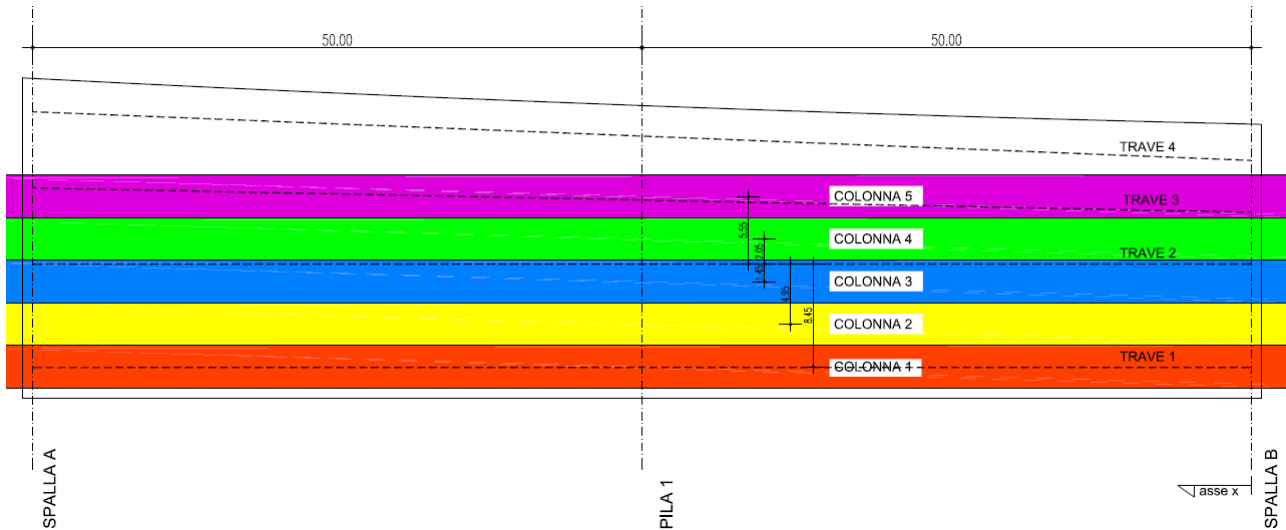 50.00 50.00
TRAVE 4
COLONNA 5
TRAVE 3
5.55
COLONNA 4
2.05
TRAVE 2
1.45
COLONNA 3
4.95
8.45
COLONNA 2
TRAVE 1
COLONNA 1
asse x
SPALLA A
PILA 1
SPALLA B